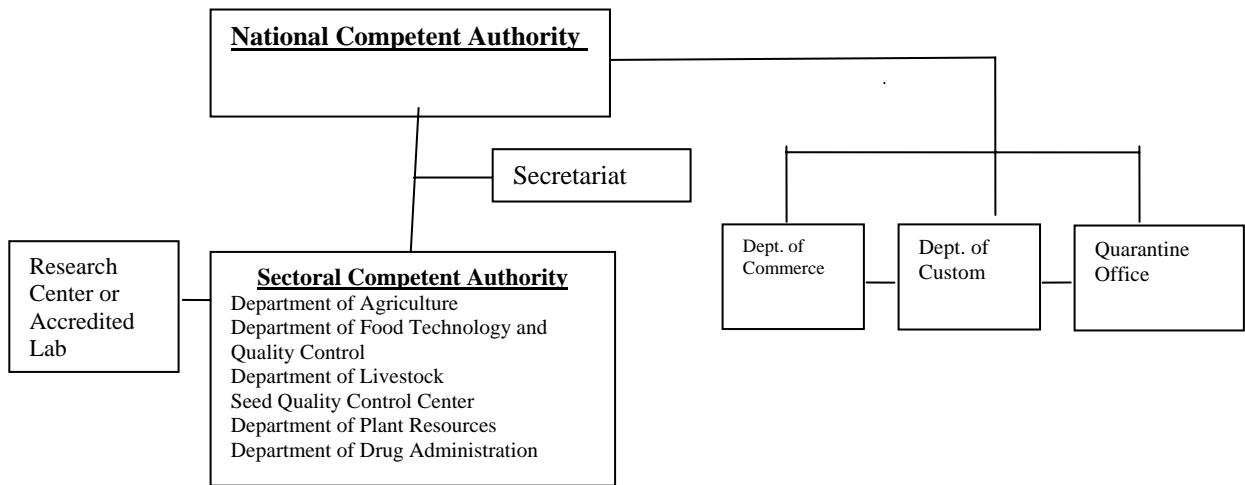 National Competent Authority
Secretariat
Dept. of
Commerce
Dept. of
Custom
Quarantine
Office
Research
Center or
Accredited
Lab
Sectoral Competent Authority
Department of Agriculture
Department of Food Technology and
Quality Control
Department of Livestock
Seed Quality Control Center
Department of Plant Resources
Department of Drug Administration